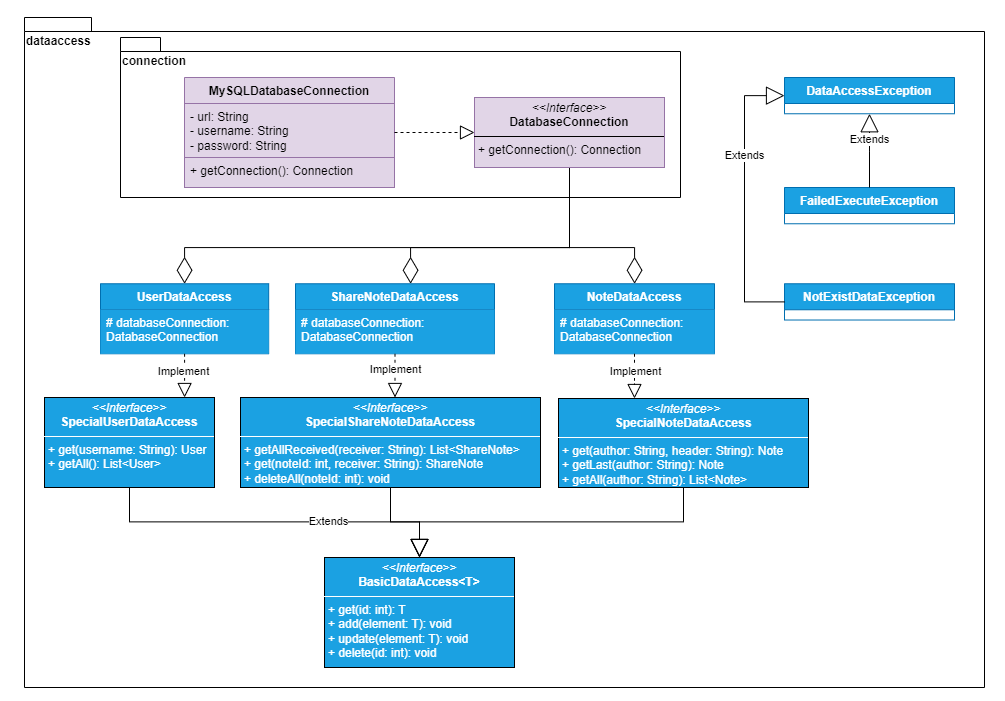 dataaccess
connection
MySQLDatabaseConnection
- url: String
- username: String
- password: String
+ getConnection(): Connection
<<Interface>>
DatabaseConnection
+ getConnection(): Connection
DataAccessException
Extends
Extends
FailedExecuteException
NotExistDataException
UserDataAccess
# databaseConnection:
DatabaseConnection
ShareNoteDataAccess
# databaseConnection:
DatabaseConnection
NoteDataAccess
# databaseConnection:
DatabaseConnection
Implement
Implement
Implement
<<Interface>>
SpecialUserDataAccess
+ get(username: String): User
+ getAll(): List<User>
<<Interface>>
SpecialShareNoteDataAccess
+ getAllReceived(receiver: String): List<ShareNote>
+ get(noteId: int, receiver: String): ShareNote
+ deleteAll(noteId: int): void
<<Interface>>
SpecialNoteDataAccess
+ get(author: String, header: String): Note
+ getLast(author: String): Note
+ getAll(author: String): List<Note>
Extends
<<Interface>>
BasicDataAccess<T>
+ get(id: int): T
+ add(element: T): void
+ update(element: T): void
+ delete(id: int): void